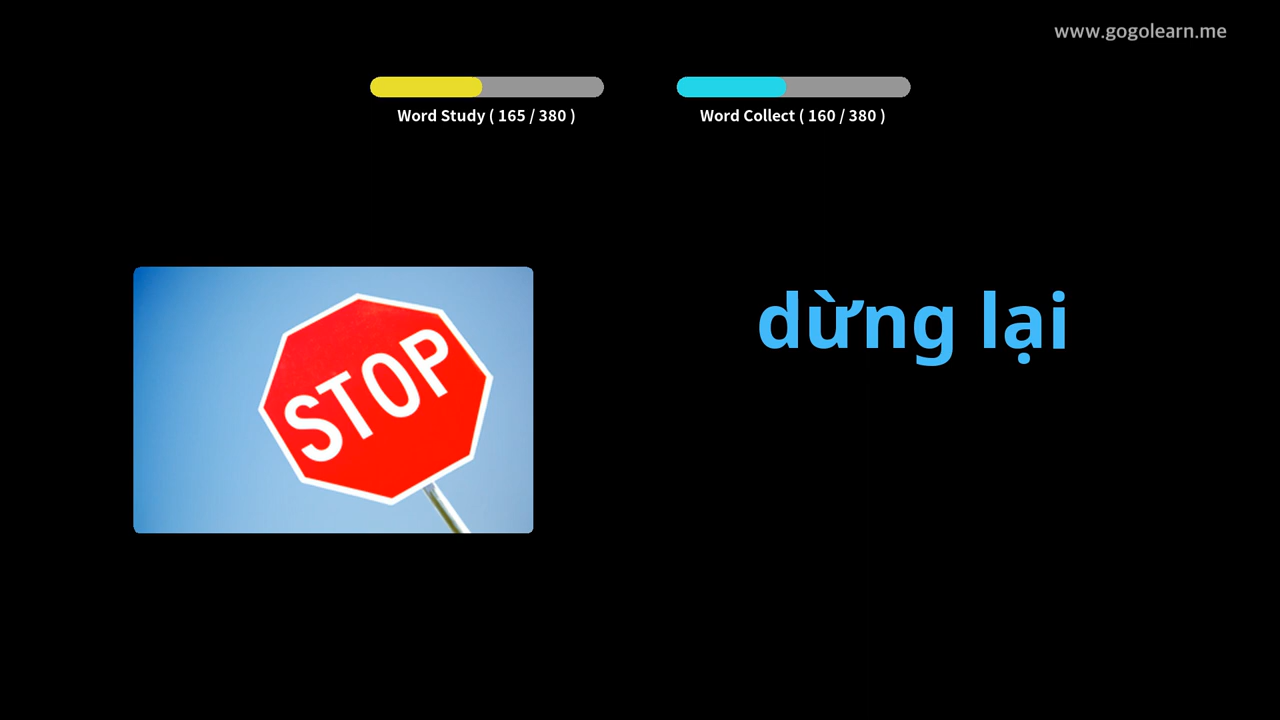 www.gogolearn.me
Word Study ( 165 / 380 )
Word Collect ( 160 / 380 )
STOP
dừng lại